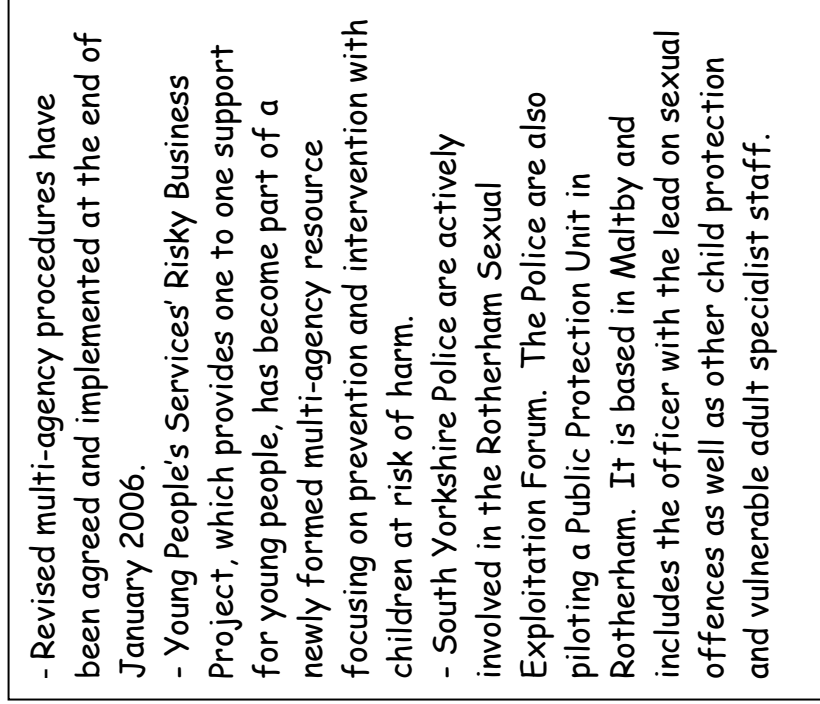 - Revised multi-agency procedures have
been agreed and implemented at the end of
January 2006.
- Young People's Services' Risky Business
Project, which provides one to one support
for young people, has become part of a
newly formed multi-agency resource
focusing on prevention and intervention with
children at risk of harm.
- South Yorkshire Police are actively
involved in the Rotherham Sexual
Exploitation Forum.  The Police are also
piloting a Public Protection Unit in
Rotherham.  It is based in Maltby and
includes the officer with the lead on sexual
offences as well as other child protection
and vulnerable adult specialist staff.